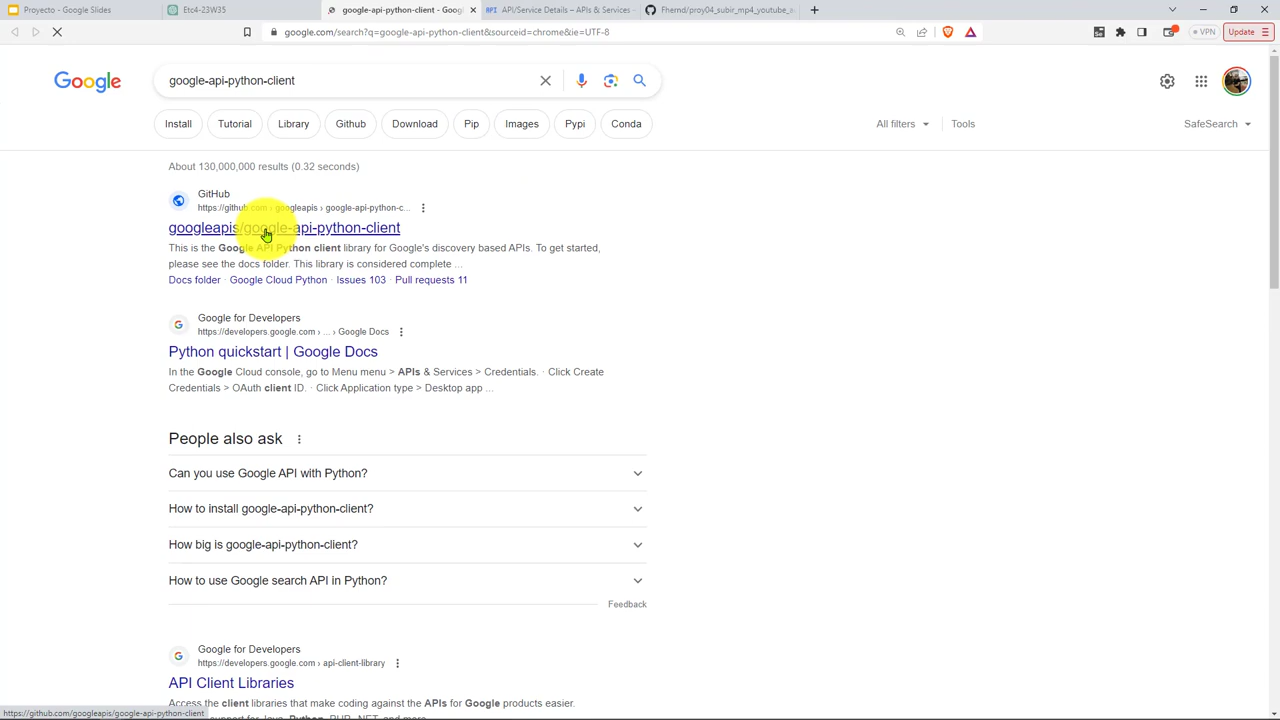 Proyecto - Google Slides
Etc4-23W35
google-api-python-client - Goog
API/Service Details – APIs & Services -
Fhernd/proy04_subir_mp4_youtube_
google.com/search?q=google-api-python-client&sourceid=chrome&ie=UTF-8
VPN
Update
Google
google-api-python-client
Install
Tutorial
Library
Github
Download
Pip
Images
Pypi
Conda
All filters
Tools
SafeSearch
About 130,000,000 results (0.32 seconds)
GitHub
https://github.com › googleapis › google-api-python-c...
googleapis/google-api-python-client
This is the Google API Python client library for Google's discovery based APIs. To get started,
please see the docs folder. This library is considered complete ...
Docs folder · Google Cloud Python · Issues 103 · Pull requests 11
Google for Developers
https://developers.google.com › ... › Google Docs
Python quickstart | Google Docs
In the Google Cloud console, go to Menu menu > APIs & Services > Credentials. · Click Create
Credentials > OAuth client ID. · Click Application type > Desktop app ...
People also ask
Can you use Google API with Python?
How to install google-api-python-client?
How big is google-api-python-client?
How to use Google search API in Python?
Feedback
Google for Developers
https://developers.google.com › api-client-library
API Client Libraries
Access the client libraries that make coding against the APIs for Google products easier.
https://github.com/googleapis/google-api-python-client
support for Java, Python, PHP, .NET, and more.